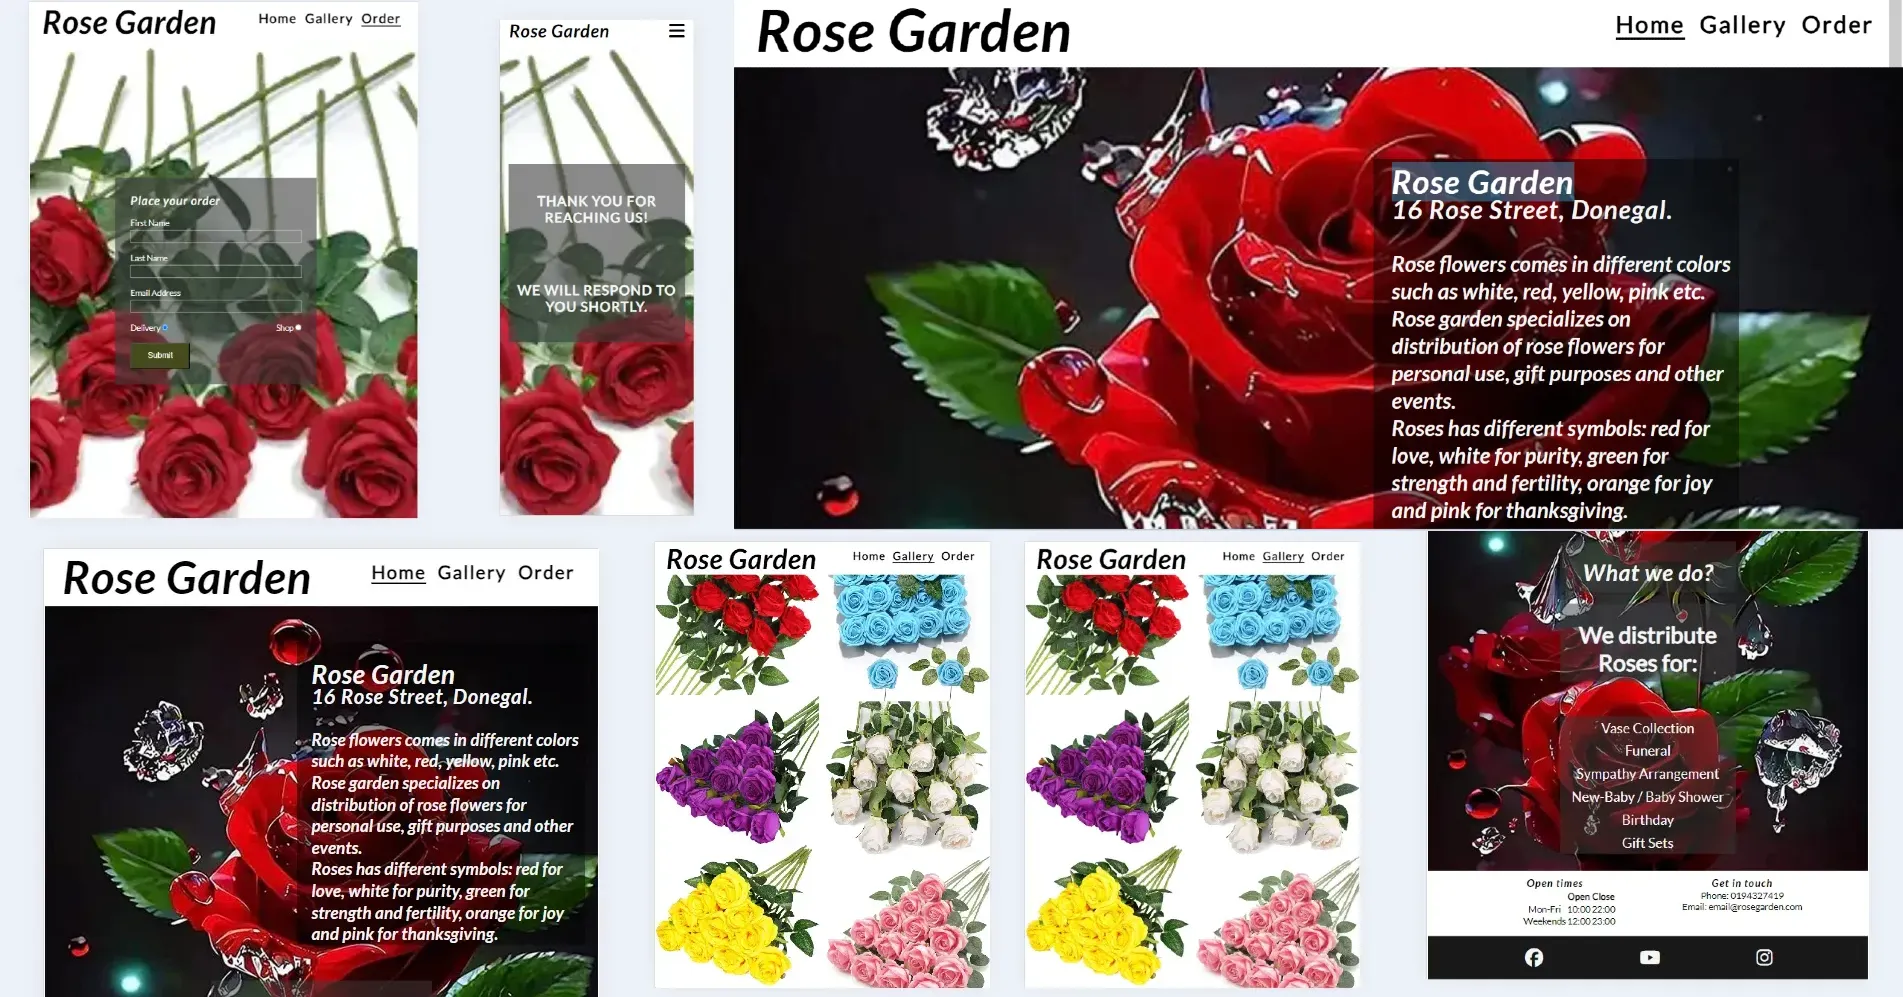 Rose Garden
Home Gallery Order
Place your order
First Name
Last Name
Email Address
Delivery Shop
Submit
Rose Garden
THANK YOU FOR
REACHING US!
WE WILL RESPOND TO
YOU SHORTLY.
Rose Garden
Home Gallery Order
Rose Garden
16 Rose Street, Donegal.
Rose flowers comes in different colors
such as white, red, yellow, pink etc.
Rose garden specializes on
distribution of rose flowers for
personal use, gift purposes and other
events.
Roses has different symbols: red for
love, white for purity, green for
strength and fertility, orange for joy
and pink for thanksgiving.
Rose Garden
Home Gallery Order
Rose Garden
16 Rose Street, Donegal.
Rose flowers comes in different colors
such as white, red, yellow, pink etc.
Rose garden specializes on
distribution of rose flowers for
personal use, gift purposes and other
events.
Roses has different symbols: red for
love, white for purity, green for
strength and fertility, orange for joy
and pink for thanksgiving.
Rose Garden
Home Gallery Order
Rose Garden
Home Gallery Order
What we do?
We distribute
Roses for:
Vase Collection
Funeral
Sympathy Arrangement
New-Baby / Baby Shower
Birthday
Gift Sets
Open times
Open Close
Mon-Fri 10:00 22:00
Weekends 12:00 23:00
Get in touch
Phone: 0194327419
Email: email@rosegarden.com